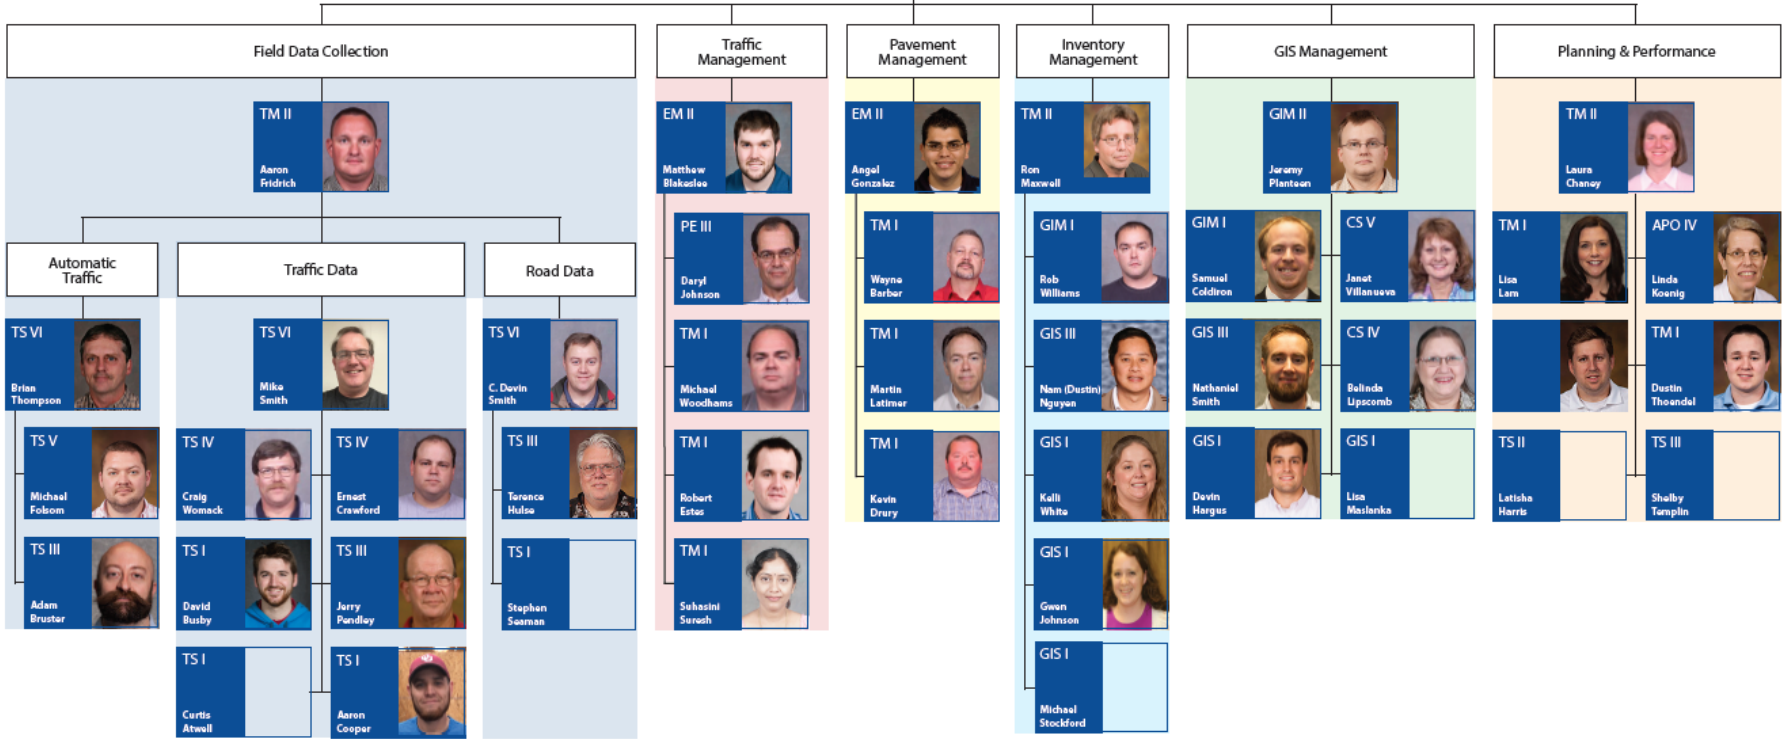 Field Data Collection
TM II
Aaron
Fridrich
Automatic
Traffic
TS VI
Brian
Thompson
TS V
Michael
Folsom
TS III
Adam
Bruster
Traffic Data
TS VI
Mike
Smith
TS IV
Craig
Womack
TS IV
Ernest
Crawford
TS I
David
Busby
TS III
Jerry
Pendley
TS I
Curtis
Atwell
TS I
Aaron
Cooper
Road Data
TS VI
C. Devin
Smith
TS III
Terence
Hulse
TS I
Stephen
Seaman
Traffic
Management
EM II
Matthew
Blakeslee
PE III
Daryl
Johnson
TM I
Michael
Woodhams
TM I
Robert
Estes
TM I
Suhasini
Suresh
Pavement
Management
EM II
Angel
Gonzalez
TM I
Wayne
Barber
TM I
Martin
Latimer
TM I
Kevin
Drury
Inventory
Management
TM II
Ron
Maxwell
GIM I
Rob
Williams
GIS III
Nam (Dustin)
Nguyen
GIS I
Kelli
White
GIS I
Gwen
Johnson
GIS I
Michael
Stockford
GIS Management
GIM II
Jeremy
Planteen
GIM I
Samuel
Coldiron
CS V
Janet
Villanueva
GIS III
Nathaniel
Smith
CS IV
Belinda
Lipscomb
GIS I
Devin
Hargus
GIS I
Lisa
Maslanka
Planning & Performance
TM II
Laura
Chaney
TM I
Lisa
Lam
APO IV
Linda
Koenig
TM I
Dustin
Thoendel
TS II
Latisha
Harris
TS III
Shelby
Templin